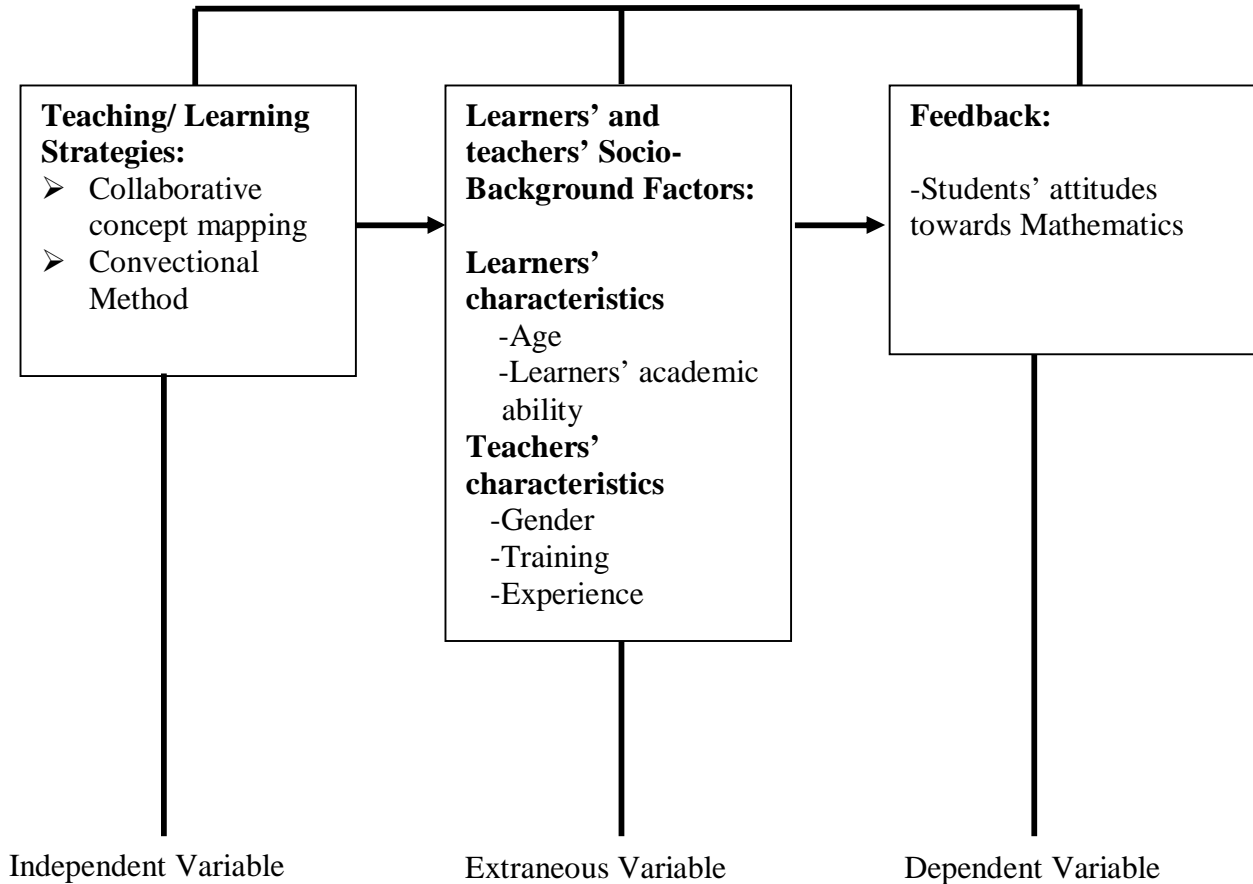 Teaching/ Learning
Strategies:
➢ Collaborative
concept mapping
➢ Convectional
Method
Learners’ and
teachers’ Socio-
Background Factors:
Learners’
characteristics
-Age
-Learners’ academic
ability
Teachers’
characteristics
-Gender
-Training
-Experience
Feedback:
-Students’ attitudes
towards Mathematics
Independent Variable
Extraneous Variable
Dependent Variable